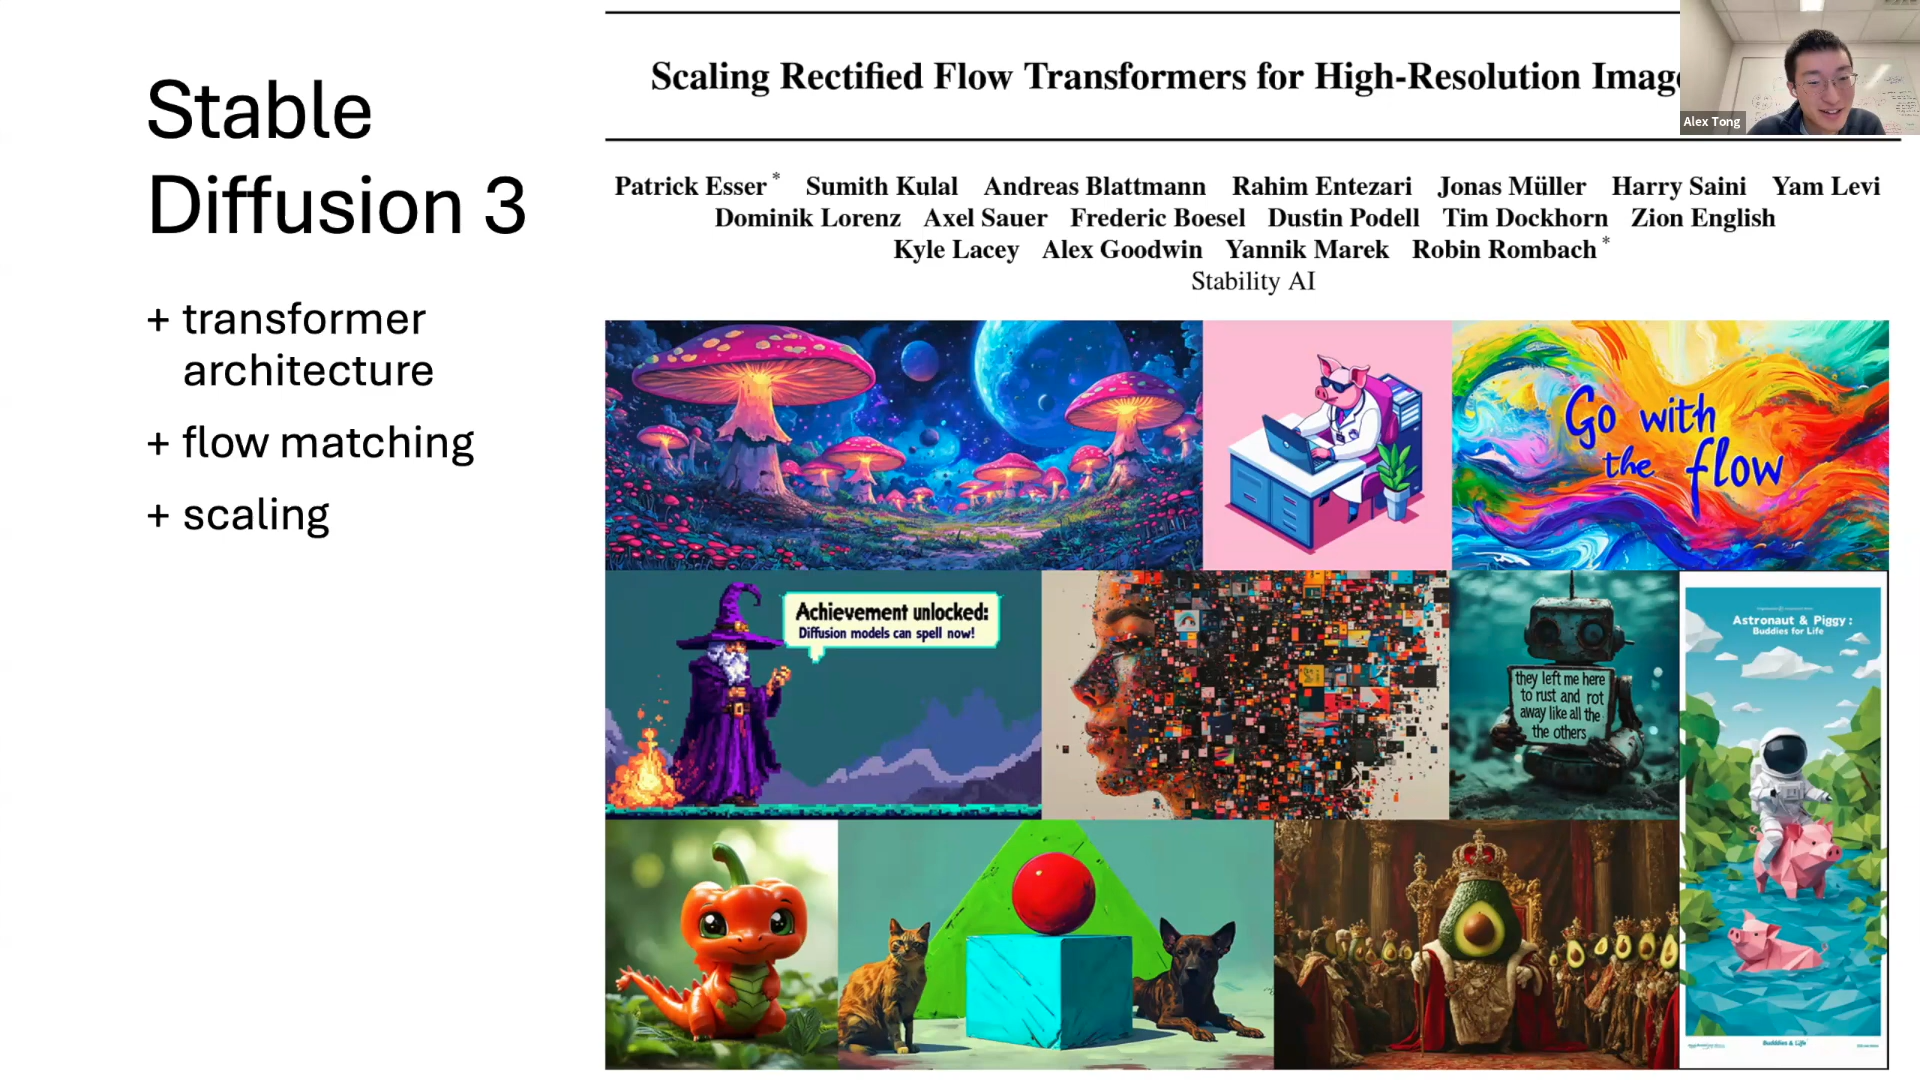 Stable
Diffusion 3
+ transformer
architecture
+ flow matching
+ scaling
Scaling Rectified Flow Transformers for High-Resolution Image
Alex Tong
Patrick Esser * Sumith Kulal Andreas Blattmann Rahim Entezari Jonas Müller Harry Saini Yam Levi
Dominik Lorenz Axel Sauer Frederic Boesel Dustin Podell Tim Dockhorn Zion English
Kyle Lacey Alex Goodwin Yannik Marek Robin Rombach *
Stability AI
Go with
the flow
Achievement unlocked:
Diffusion models can spell now!
they left me here
to rust and rot
away like all the
the others
Astronaut & Piggy :
Buddies for Life